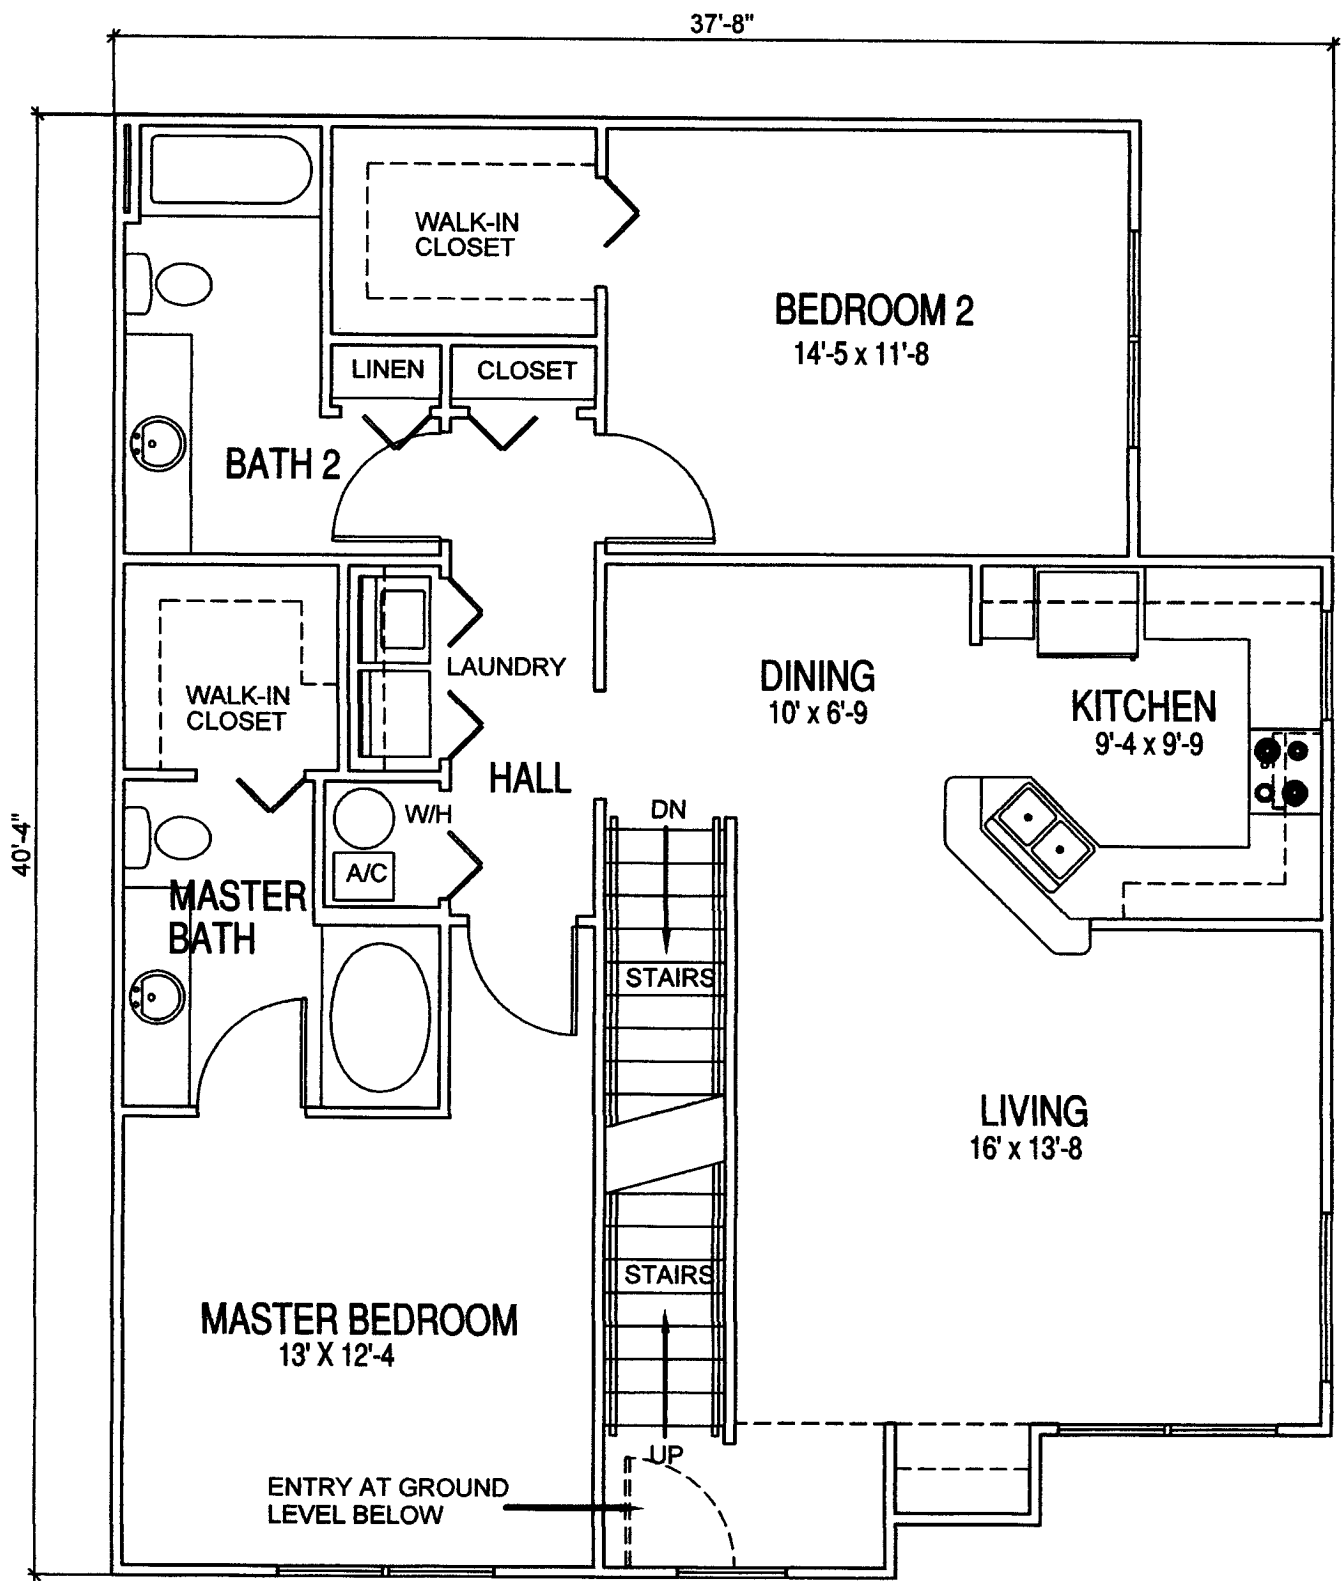 37'-8"
40'-4"
WALK-IN
CLOSET
BEDROOM 2
14'-5 x 11'-8
LINEN
CLOSET
BATH 2
LAUNDRY
WALK-IN
CLOSET
DINING
10' x 6'-9
KITCHEN
9'-4 x 9'-9
HALL
W/H
A/C
DN
MASTER
BATH
STAIRS
LIVING
16' x 13'-8
STAIRS
MASTER BEDROOM
13' X 12'-4
UP
ENTRY AT GROUND
LEVEL BELOW